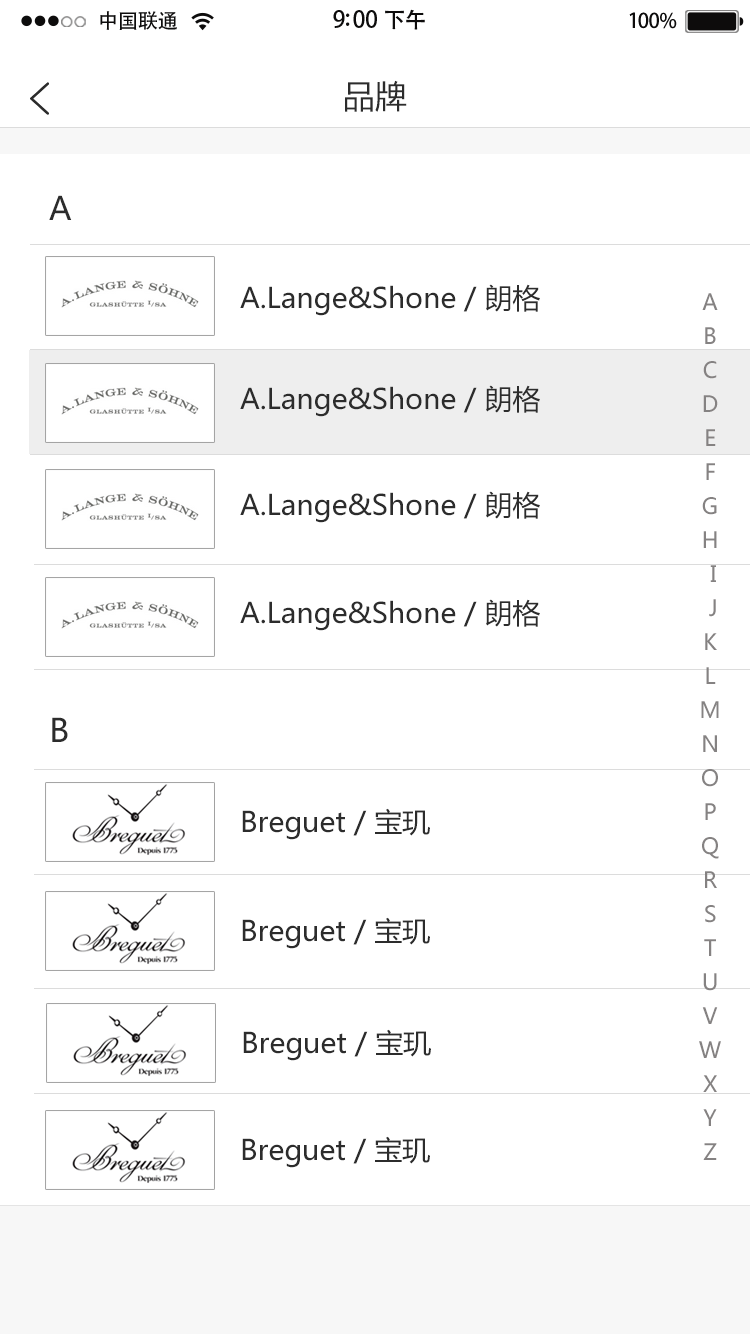 中国联通 9:00 下午 100%
品牌
A
A.LANGE & SÖHNE
GLASHÜTTE I/SA
A.Lange&Shone / 朗格
A.LANGE & SÖHNE
GLASHÜTTE I/SA
A.Lange&Shone / 朗格
A.LANGE & SÖHNE
GLASHÜTTE I/SA
A.Lange&Shone / 朗格
A.LANGE & SÖHNE
GLASHÜTTE I/SA
A.Lange&Shone / 朗格
B
Breguet
Depuis 1775
Breguet / 宝玑
Breguet
Depuis 1775
Breguet / 宝玑
Breguet
Depuis 1775
Breguet / 宝玑
Breguet
Depuis 1775
Breguet / 宝玑
A
B
C
D
E
F
G
H
I
J
K
L
M
N
O
P
Q
R
S
T
U
V
W
X
Y
Z